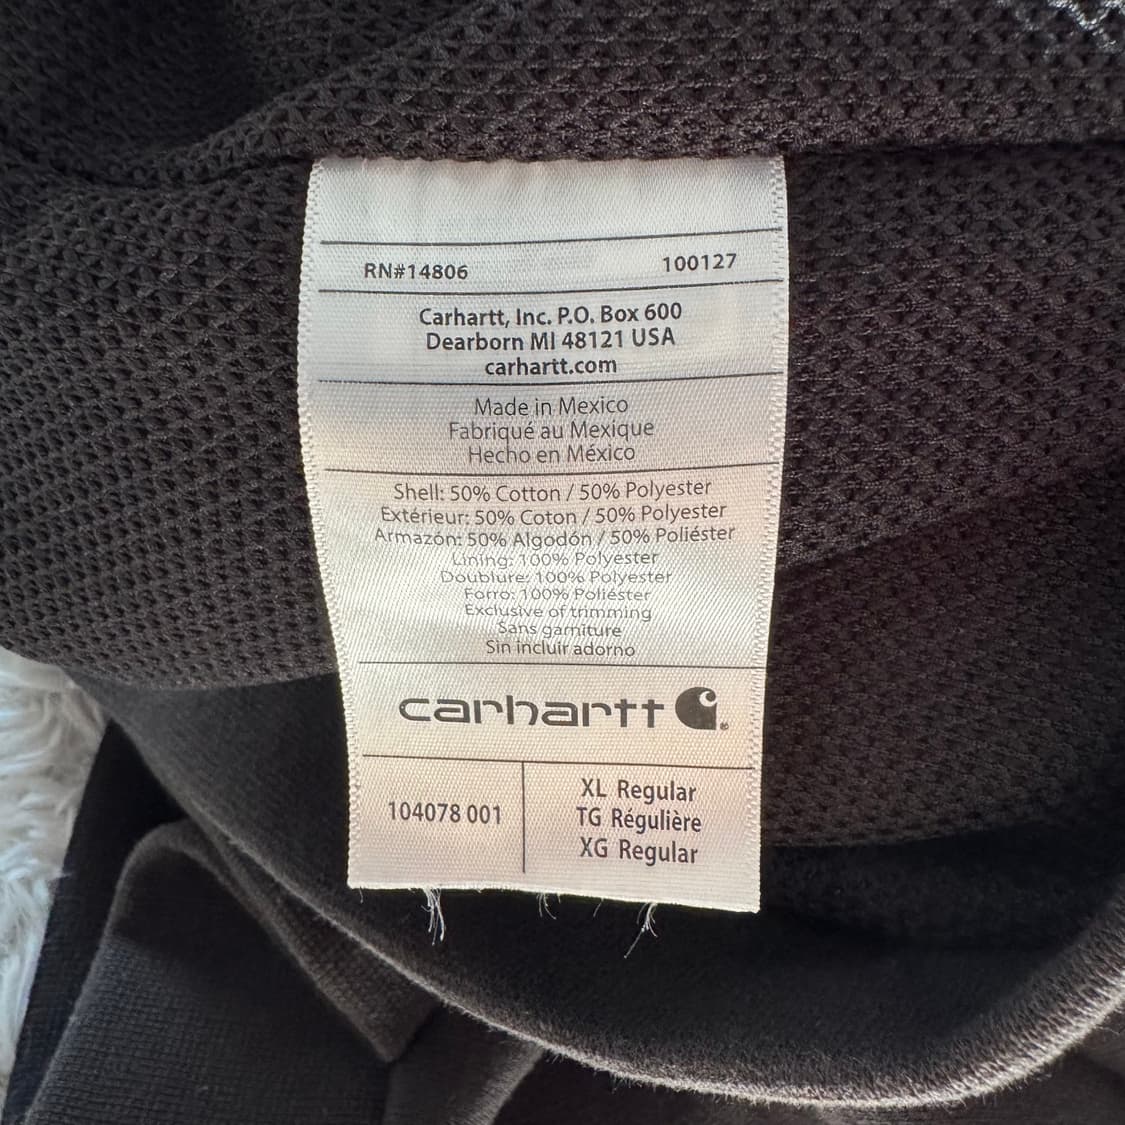 RN#14806 100127
Carhartt, Inc. P.O. Box 600
Dearborn MI 48121 USA
carhartt.com
Made in Mexico
Fabriqué au Mexique
Hecho en México
Shell: 50% Cotton / 50% Polyester
Extérieur: 50% Coton / 50% Polyester
Armazón: 50% Algodón / 50% Poliéster
Lining: 100% Polyester
Doublure: 100% Polyester
Forro: 100% Poliéster
Exclusive of trimming
Sans garniture
Sin incluir adorno
carhartt ®
104078 001
XL Regular
TG Régulière
XG Regular